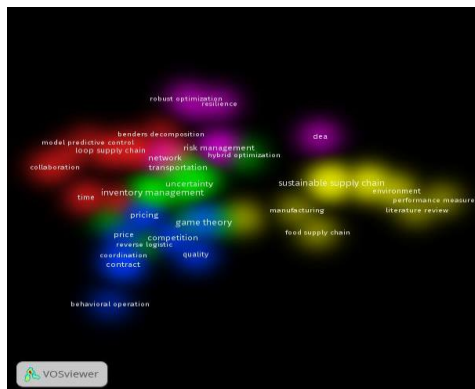 robust optimization
resilience
dea
benders decomposition
model predictive control
risk management
loop supply chain
hybrid optimization
network
collaboration
transportation
uncertainty
sustainable supply chain
inventory management
environment
time
performance measure
manufacturing
literature review
pricing
game theory
price
competition
food supply chain
reverse logistic
coordination
quality
contract
behavioral operation
VOSviewer